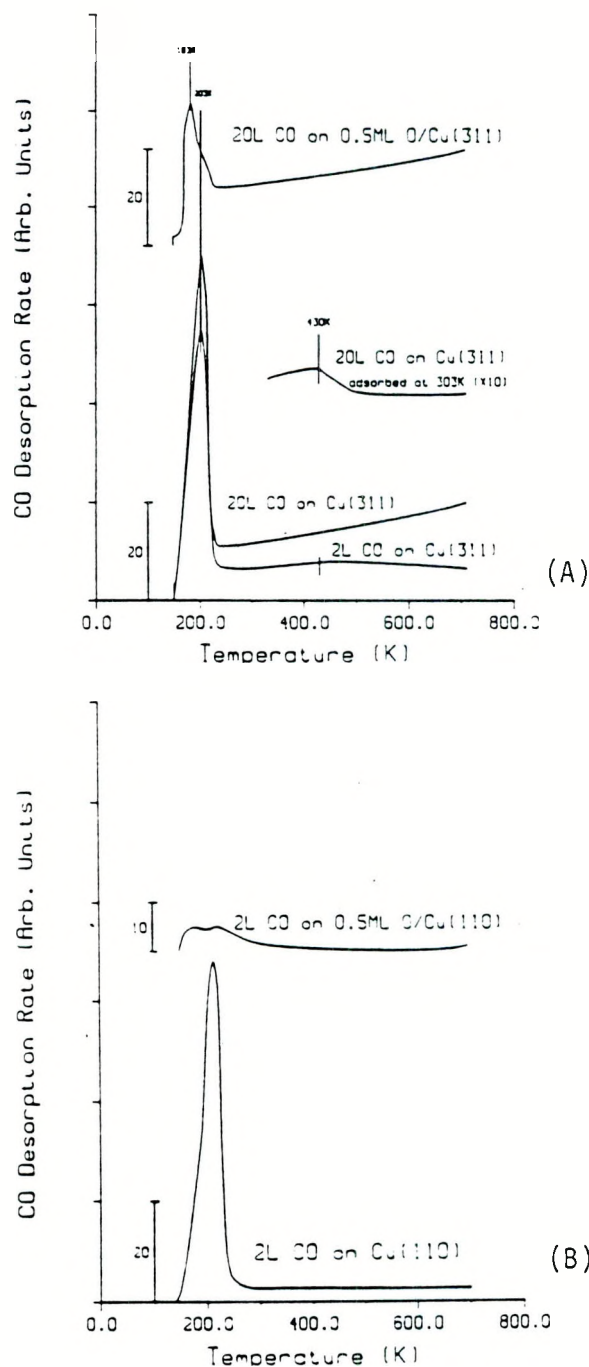 183K
203K
20L CO on 0.5ML O/Cu(311)
20
430K
20L CO on Cu(311)
adsorbed at 303K (X10)
20L CO on Cu(311)
20
2L CO on Cu(311)
CO Desorption Rate (Arb. Units)
0.0 200.0 400.0 600.0 800.0
Temperature (K)
(A)
10
2L CO on 0.5ML O/Cu(110)
20
2L CO on Cu(110)
CO Desorption Rate (Arb. Units)
0.0 200.0 400.0 600.0 800.0
Temperature (K)
(B)